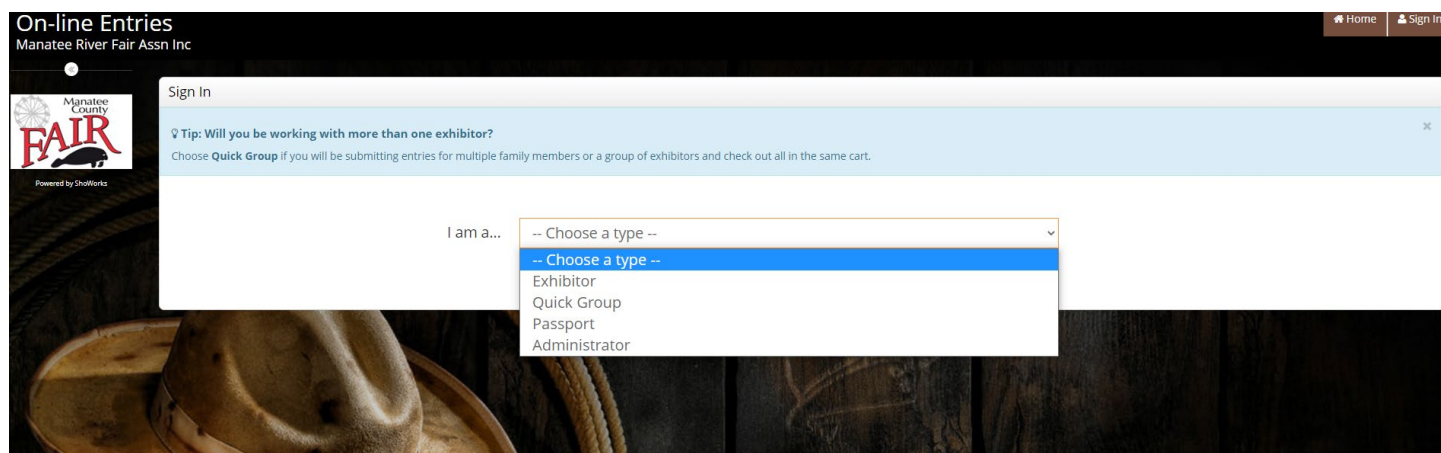 On-line Entries
Manatee River Fair Assn Inc
Home
Sign In
Manatee
County
FAIR
Powered by ShoWorks
Sign In
Tip: Will you be working with more than one exhibitor?
Choose Quick Group if you will be submitting entries for multiple family members or a group of exhibitors and check out all in the same cart.
I am a...
-- Choose a type --
-- Choose a type --
Exhibitor
Quick Group
Passport
Administrator